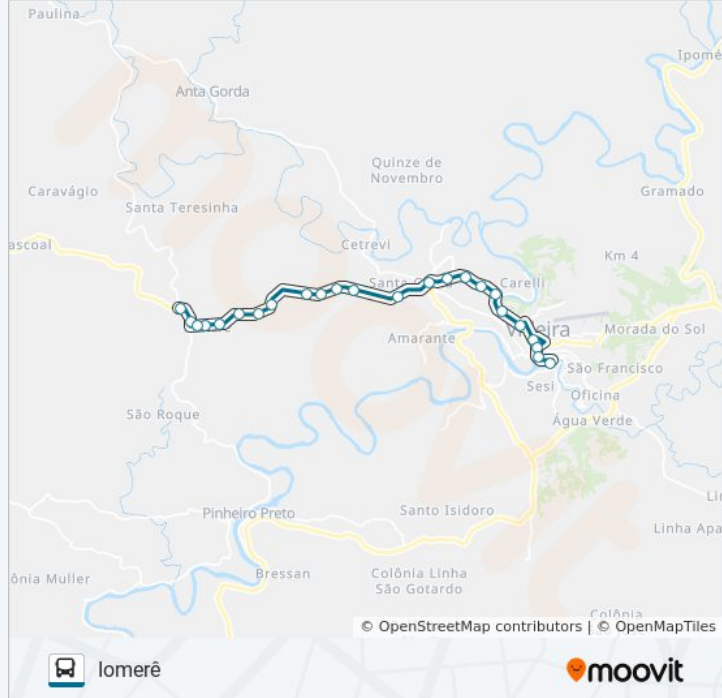 Paulina
Ipomé
Anta Gorda
Quinze de
Novembro
Caravágio
Gramado
Santa Teresinha
Cetrevi
ascoal
Km 4
Carelli
Morada do Sol
Amarante
São Francisco
Sesi
Oficina
São Roque
Água Verde
Pinheiro Preto
Santo Isidoro
Linha Apa
ônia Muller
Bressan
Colônia Linha
São Gotardo
Colônia
© OpenStreetMap contributors | © OpenMapTiles
Iomerê
moovit